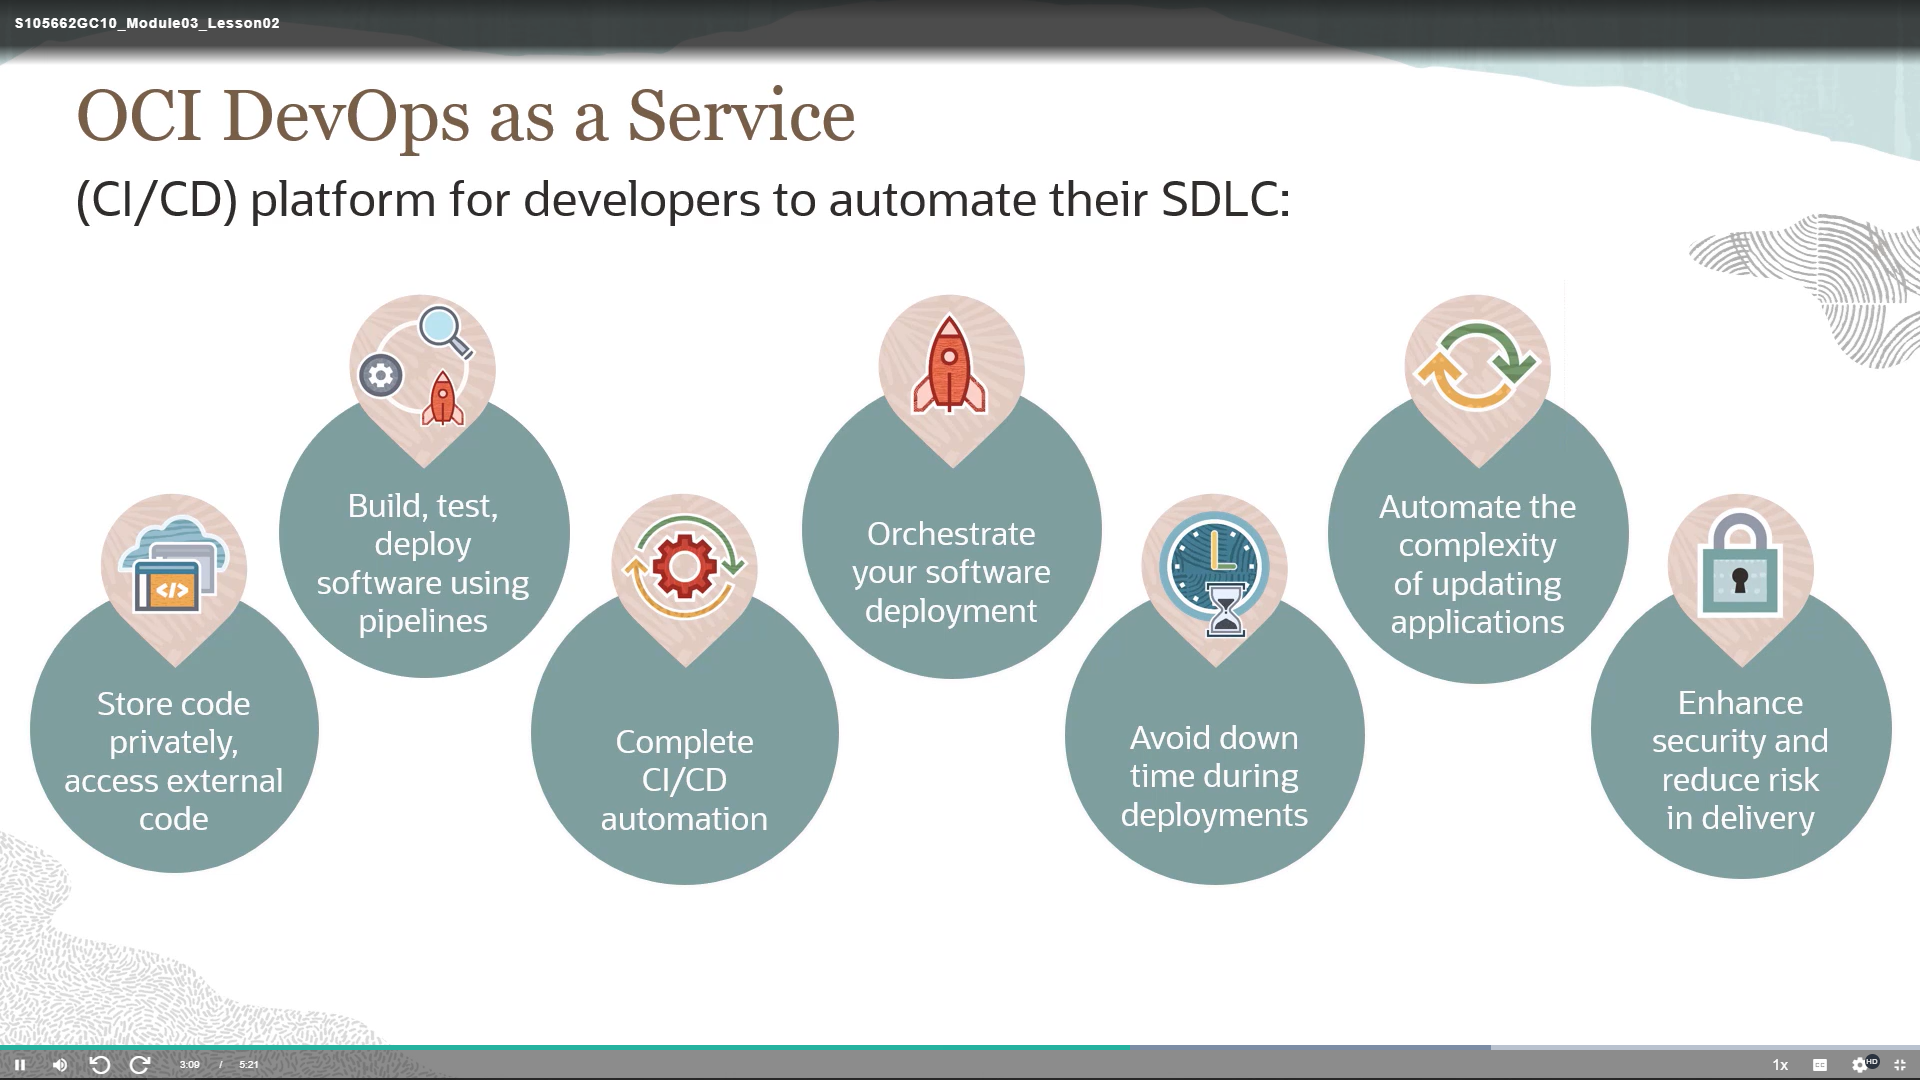 S105662GC10_Module03_Lesson02
OCI DevOps as a Service
(CI/CD) platform for developers to automate their SDLC:
Store code
privately,
access external
code
</>
Build, test,
deploy
software using
pipelines
Complete
CI/CD
automation
Orchestrate
your software
deployment
Avoid down
time during
deployments
Automate the
complexity
of updating
applications
Enhance
security and
reduce risk
in delivery
3:09 / 5:21
1x
CC
HD